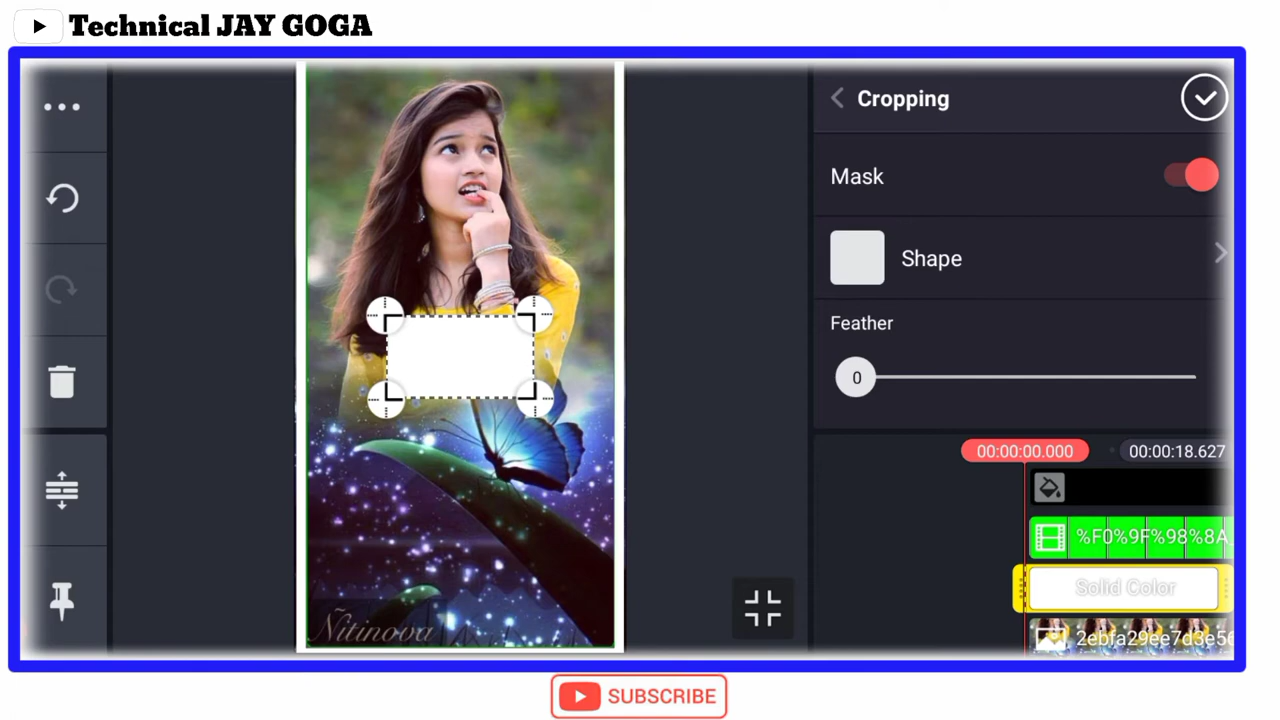 Technical JAY GOGA
Cropping
Mask
Shape
Feather
0
00:00:00.000
00:00:18.627
%F0%9F%98%8A
Solid Color
2ebfa29ee7d3e56
Nitinova
SUBSCRIBE